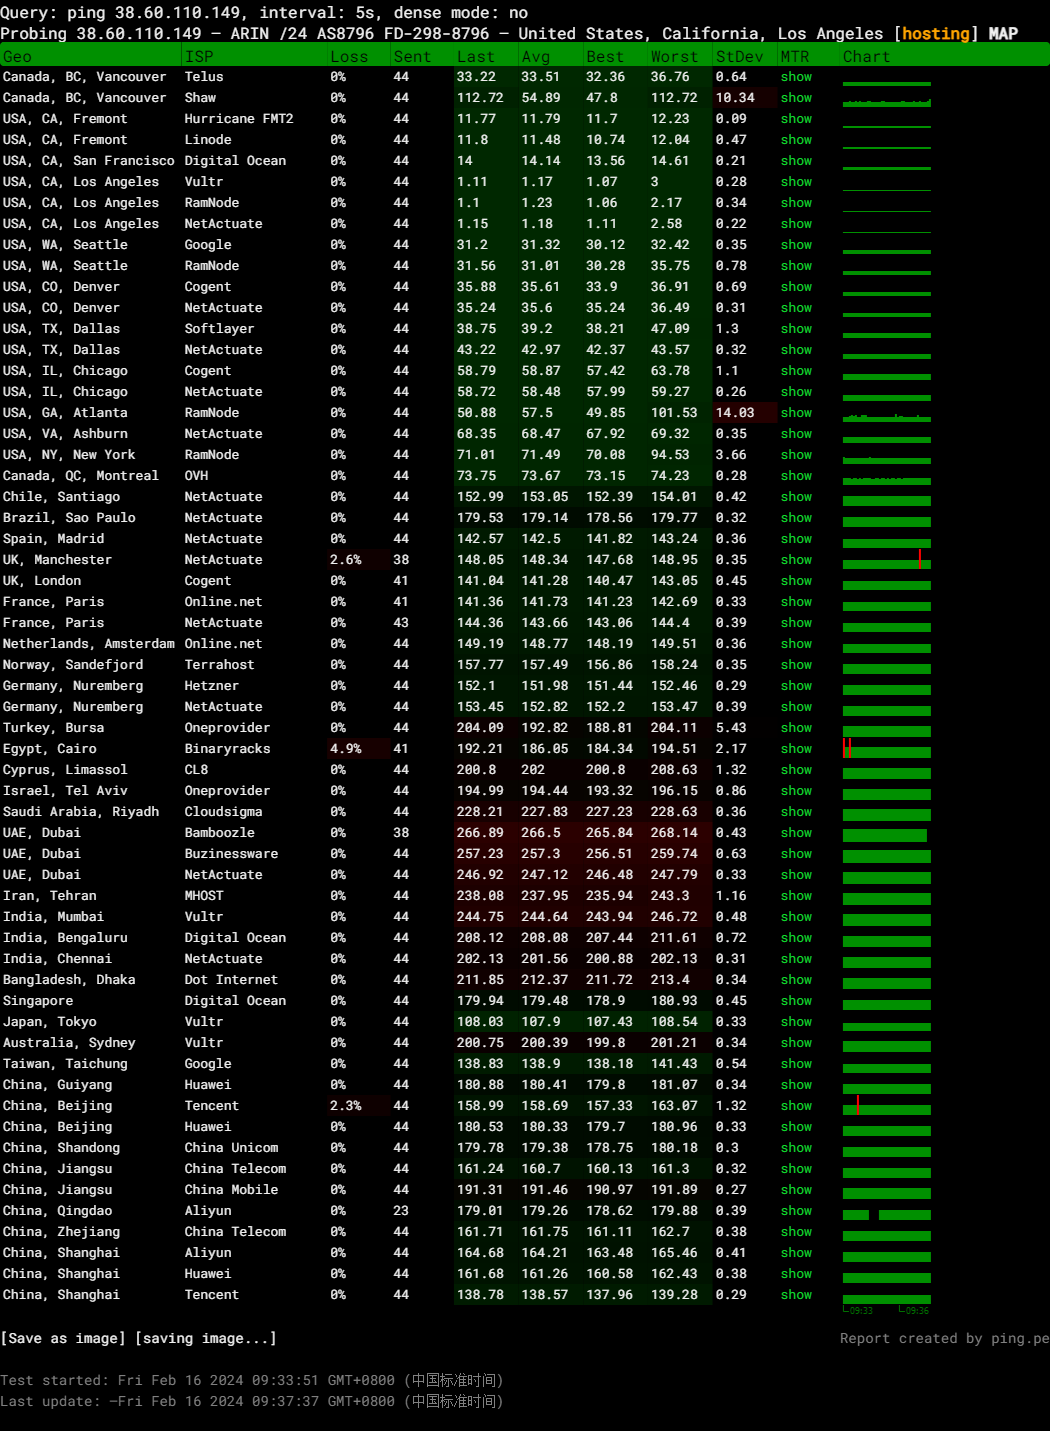 Query: ping 38.60.110.149, interval: 5s, dense mode: no
Probing 38.60.110.149 — ARIN /24 AS8796 FD-298-8796 — United States, California, Los Angeles [hosting] MAP
Geo ISP Loss Sent Last Avg Best Worst StDev MTR Chart
Canada, BC, Vancouver Telus 0% 44 33.22 33.51 32.36 36.76 0.64 show
Canada, BC, Vancouver Shaw 0% 44 112.72 54.89 47.8 112.72 10.34 show
USA, CA, Fremont Hurricane FMT2 0% 44 11.77 11.79 11.7 12.23 0.09 show
USA, CA, Fremont Linode 0% 44 11.8 11.48 10.74 12.04 0.47 show
USA, CA, San Francisco Digital Ocean 0% 44 14 14.14 13.56 14.61 0.21 show
USA, CA, Los Angeles Vultr 0% 44 1.11 1.17 1.07 3 0.28 show
USA, CA, Los Angeles RamNode 0% 44 1.1 1.23 1.06 2.17 0.34 show
USA, CA, Los Angeles NetActuate 0% 44 1.15 1.18 1.11 2.58 0.22 show
USA, WA, Seattle Google 0% 44 31.2 31.32 30.12 32.42 0.35 show
USA, WA, Seattle RamNode 0% 44 31.56 31.01 30.28 35.75 0.78 show
USA, CO, Denver Cogent 0% 44 35.88 35.61 33.9 36.91 0.69 show
USA, CO, Denver NetActuate 0% 44 35.24 35.6 35.24 36.49 0.31 show
USA, TX, Dallas Softlayer 0% 44 38.75 39.2 38.21 47.09 1.3 show
USA, TX, Dallas NetActuate 0% 44 43.22 42.97 42.37 43.57 0.32 show
USA, IL, Chicago Cogent 0% 44 58.79 58.87 57.42 63.78 1.1 show
USA, IL, Chicago NetActuate 0% 44 58.72 58.48 57.99 59.27 0.26 show
USA, GA, Atlanta RamNode 0% 44 50.88 57.5 49.85 101.53 14.03 show
USA, VA, Ashburn NetActuate 0% 44 68.35 68.47 67.92 69.32 0.35 show
USA, NY, New York RamNode 0% 44 71.01 71.49 70.08 94.53 3.66 show
Canada, QC, Montreal OVH 0% 44 73.75 73.67 73.15 74.23 0.28 show
Chile, Santiago NetActuate 0% 44 152.99 153.05 152.39 154.01 0.42 show
Brazil, Sao Paulo NetActuate 0% 44 179.53 179.14 178.56 179.77 0.32 show
Spain, Madrid NetActuate 0% 44 142.57 142.5 141.82 143.24 0.36 show
UK, Manchester NetActuate 2.6% 38 148.05 148.34 147.68 148.95 0.35 show
UK, London Cogent 0% 41 141.04 141.28 140.47 143.05 0.45 show
France, Paris Online.net 0% 41 141.36 141.73 141.23 142.69 0.33 show
France, Paris NetActuate 0% 43 144.36 143.66 143.06 144.4 0.39 show
Netherlands, Amsterdam Online.net 0% 44 149.19 148.77 148.19 149.51 0.36 show
Norway, Sandefjord Terrahost 0% 44 157.77 157.49 156.86 158.24 0.35 show
Germany, Nuremberg Hetzner 0% 44 152.1 151.98 151.44 152.46 0.29 show
Germany, Nuremberg NetActuate 0% 44 153.45 152.82 152.2 153.47 0.39 show
Turkey, Bursa Oneprovider 0% 44 204.09 192.82 188.81 204.11 5.43 show
Egypt, Cairo Binaryracks 4.9% 41 192.21 186.05 184.34 194.51 2.17 show
Cyprus, Limassol CL8 0% 44 200.8 202 200.8 208.63 1.32 show
Israel, Tel Aviv Oneprovider 0% 44 194.99 194.44 193.32 196.15 0.86 show
Saudi Arabia, Riyadh Cloudsigma 0% 44 228.21 227.83 227.23 228.63 0.36 show
UAE, Dubai Bamboozle 0% 38 266.89 266.5 265.84 268.14 0.43 show
UAE, Dubai Buzinessware 0% 44 257.23 257.3 256.51 259.74 0.63 show
UAE, Dubai NetActuate 0% 44 246.92 247.12 246.48 247.79 0.33 show
Iran, Tehran MHOST 0% 44 238.08 237.95 235.94 243.3 1.16 show
India, Mumbai Vultr 0% 44 244.75 244.64 243.94 246.72 0.48 show
India, Bengaluru Digital Ocean 0% 44 208.12 208.08 207.44 211.61 0.72 show
India, Chennai NetActuate 0% 44 202.13 201.56 200.88 202.13 0.31 show
Bangladesh, Dhaka Dot Internet 0% 44 211.85 212.37 211.72 213.4 0.34 show
Singapore Digital Ocean 0% 44 179.94 179.48 178.9 180.93 0.45 show
Japan, Tokyo Vultr 0% 44 108.03 107.9 107.43 108.54 0.33 show
Australia, Sydney Vultr 0% 44 200.75 200.39 199.8 201.21 0.34 show
Taiwan, Taichung Google 0% 44 138.83 138.9 138.18 141.43 0.54 show
China, Guiyang Huawei 0% 44 180.88 180.41 179.8 181.07 0.34 show
China, Beijing Tencent 2.3% 44 158.99 158.69 157.33 163.07 1.32 show
China, Beijing Huawei 0% 44 180.53 180.33 179.7 180.96 0.33 show
China, Shandong China Unicom 0% 44 179.78 179.38 178.75 180.18 0.3 show
China, Jiangsu China Telecom 0% 44 161.24 160.7 160.13 161.3 0.32 show
China, Jiangsu China Mobile 0% 44 191.31 191.46 190.97 191.89 0.27 show
China, Qingdao Aliyun 0% 23 179.01 179.26 178.62 179.88 0.39 show
China, Zhejiang China Telecom 0% 44 161.71 161.75 161.11 162.7 0.38 show
China, Shanghai Aliyun 0% 44 164.68 164.21 163.48 165.46 0.41 show
China, Shanghai Huawei 0% 44 161.68 161.26 160.58 162.43 0.38 show
China, Shanghai Tencent 0% 44 138.78 138.57 137.96 139.28 0.29 show
09:33 09:36
[Save as image] [saving image...] Report created by ping.pe
Test started: Fri Feb 16 2024 09:33:51 GMT+0800 (中国标准时间)
Last update: —Fri Feb 16 2024 09:37:37 GMT+0800 (中国标准时间)